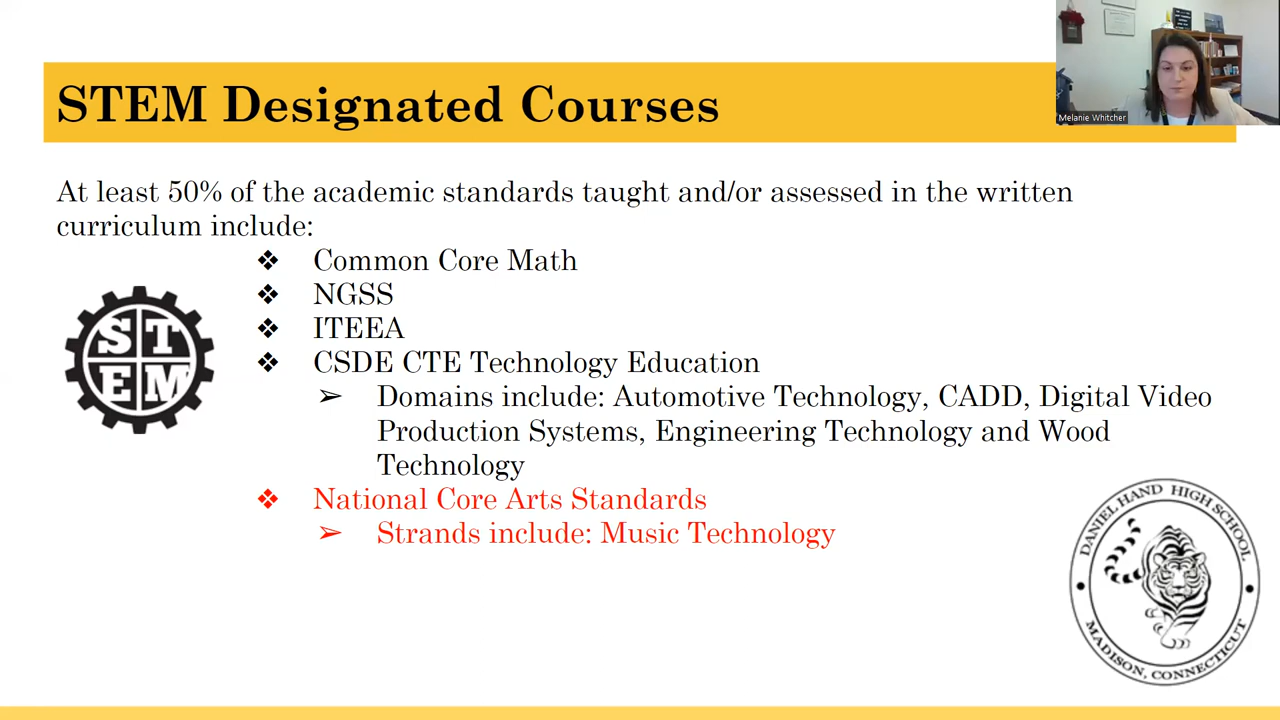 STEM Designated Courses
Melanie Whitcher
At least 50% of the academic standards taught and/or assessed in the written
curriculum include:
❖ Common Core Math
❖ NGSS
❖ ITEEA
❖ CSDE CTE Technology Education
➢ Domains include: Automotive Technology, CADD, Digital Video
Production Systems, Engineering Technology and Wood
Technology
❖ National Core Arts Standards
➢ Strands include: Music Technology
ST
EM
DANIEL HAND HIGH SCHOOL
MADISON, CONNECTICUT